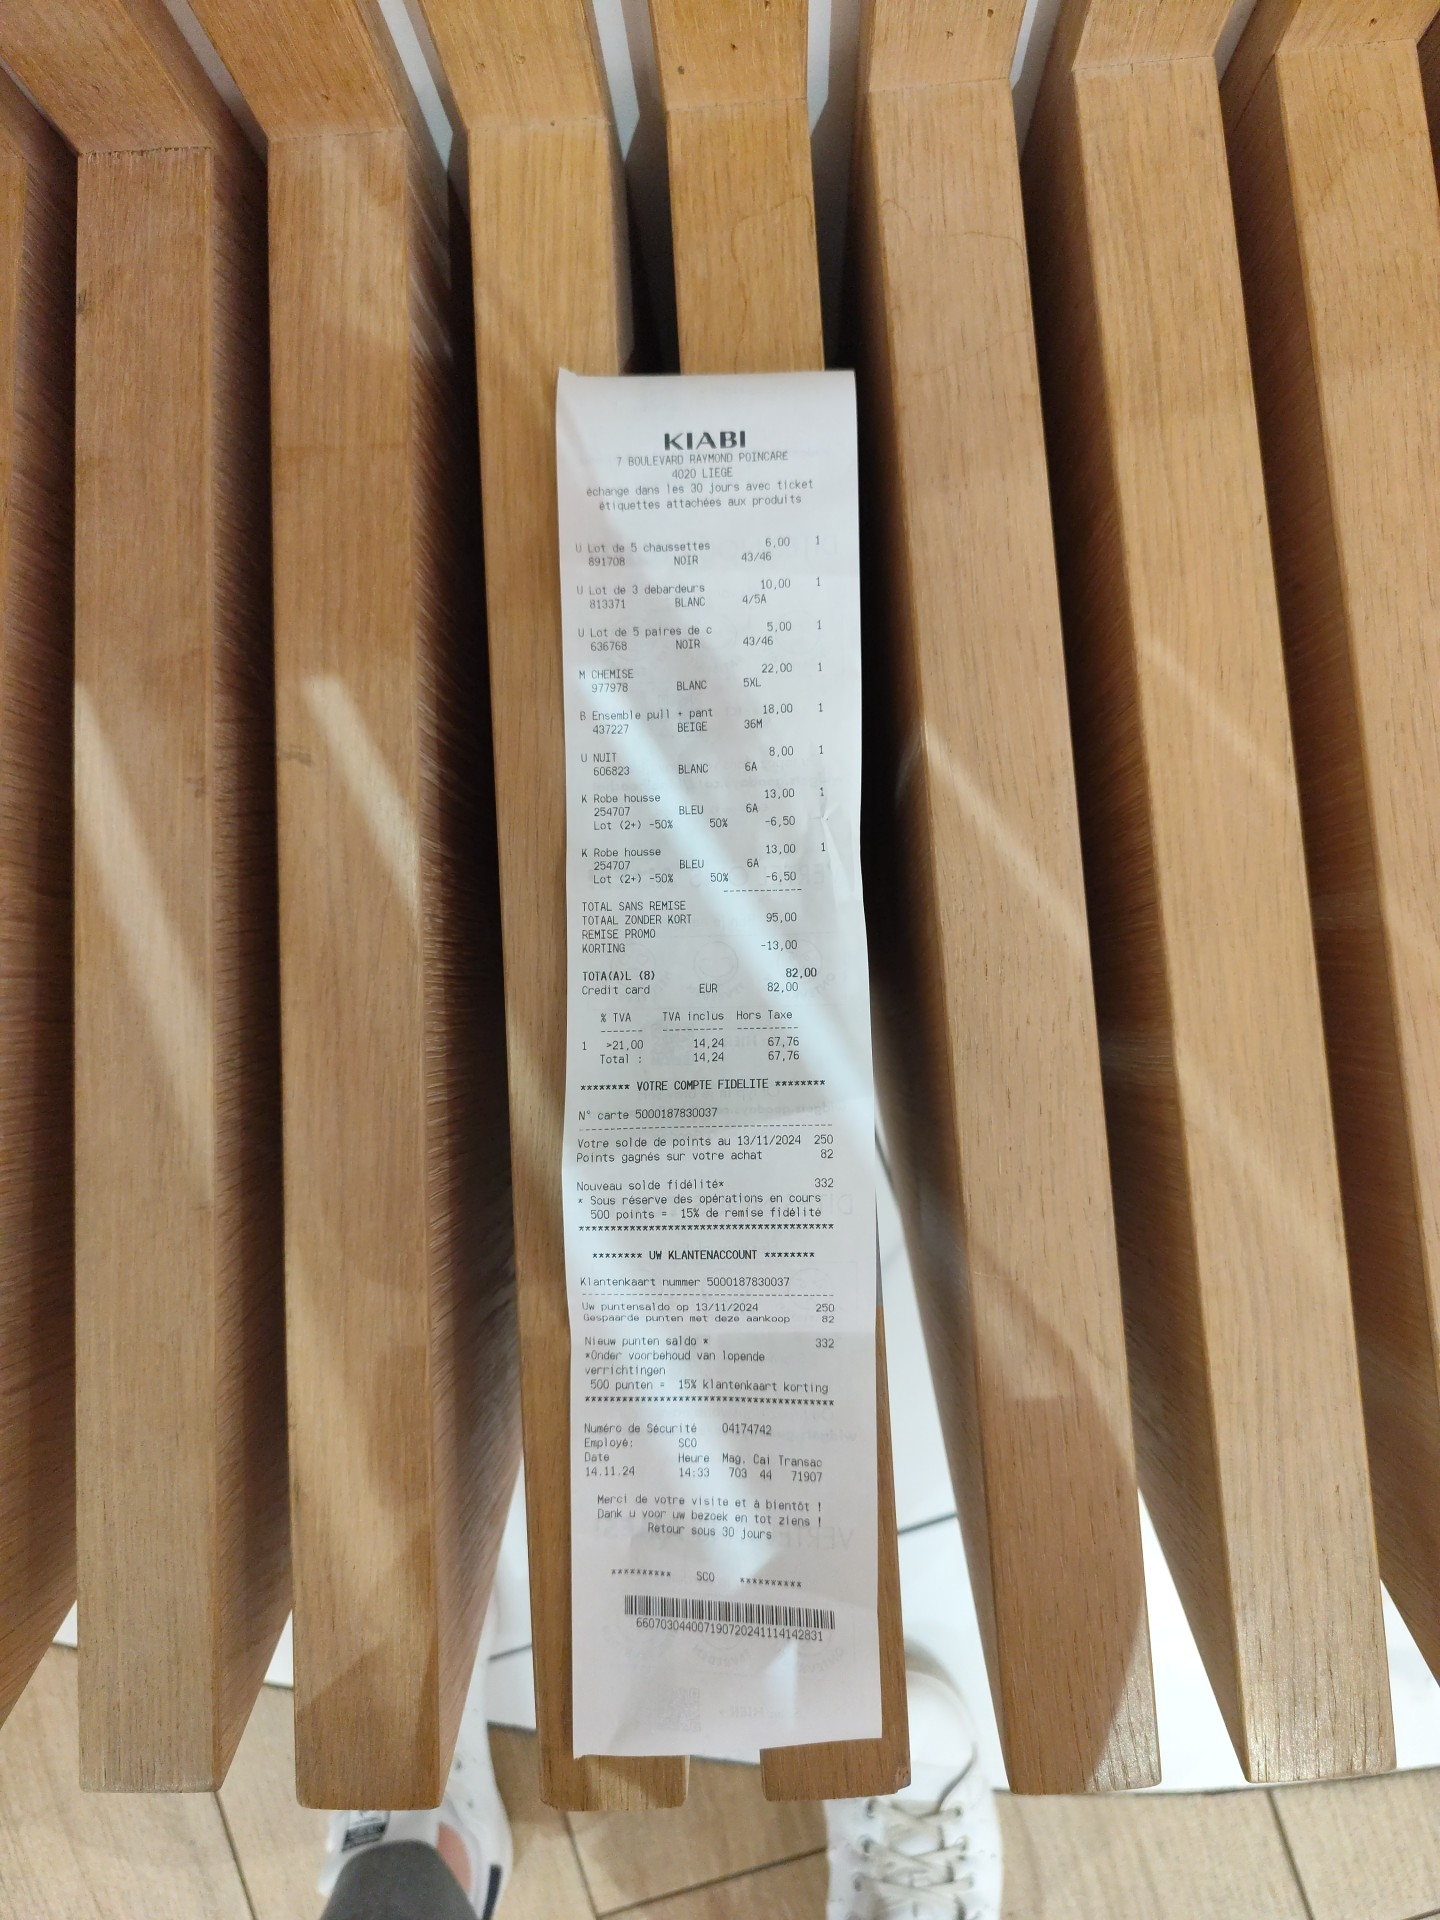 KIABI
7 BOULEVARD RAYMOND POINCARE
4020 LIEGE
échange dans les 30 jours avec ticket
étiquettes attachées aux produits
U Lot de 5 chaussettes 6,00 1
691708 NOIR 43/46
U Lot de 3 debardeurs 10,00 1
813371 BLANC 4/5A
U Lot de 5 paires de c 5,00 1
636768 NOIR 43/46
M CHEMISE 22,00 1
977978 BLANC 5XL
B Ensemble pull + pant 18,00 1
437227 BEIGE 36M
U NUIT 8,00 1
606823 BLANC 6A
K Robe housse 13,00 1
254707 BLEU 6A
Lot (2+) -50% 50% -6,50
K Robe housse 13,00 1
254707 BLEU 6A
Lot (2+) -50% 50% -6,50
-------------
TOTAL SANS REMISE
TOTAAL ZONDER KORT 95,00
REMISE PROMO
KORTING -13,00
TOTA(A)L (8) 82,00
Credit card EUR 82,00
% TVA TVA inclus Hors Taxe
------- ---------- ----------
1 >21,00 14,24 67,76
Total : 14,24 67,76
******** VOTRE COMPTE FIDELITE ********
N° carte 5000187830037
----------------------------------------
Votre solde de points au 13/11/2024 250
Points gagnés sur votre achat 82
Nouveau solde fidélité* 332
* Sous réserve des opérations en cours
500 points = 15% de remise fidélité
****************************************
******** UW KLANTENACCOUNT ********
Klantenkaart nummer 5000187830037
----------------------------------------
Uw puntensaldo op 13/11/2024 250
Gespaarde punten met deze aankoop 82
Nieuw punten saldo * 332
*Onder voorbehoud van lopende
verrichtingen
500 punten = 15% klantenkaart korting
****************************************
Numéro de Sécurité 04174742
Employé: SCO
Date Heure Mag. Cai Transac
14.11.24 14:33 703 44 71907
Merci de votre visite et à bientôt !
Dank u voor uw bezoek en tot ziens !
Retour sous 30 jours
********** SCO **********
660703044007190720241114142831